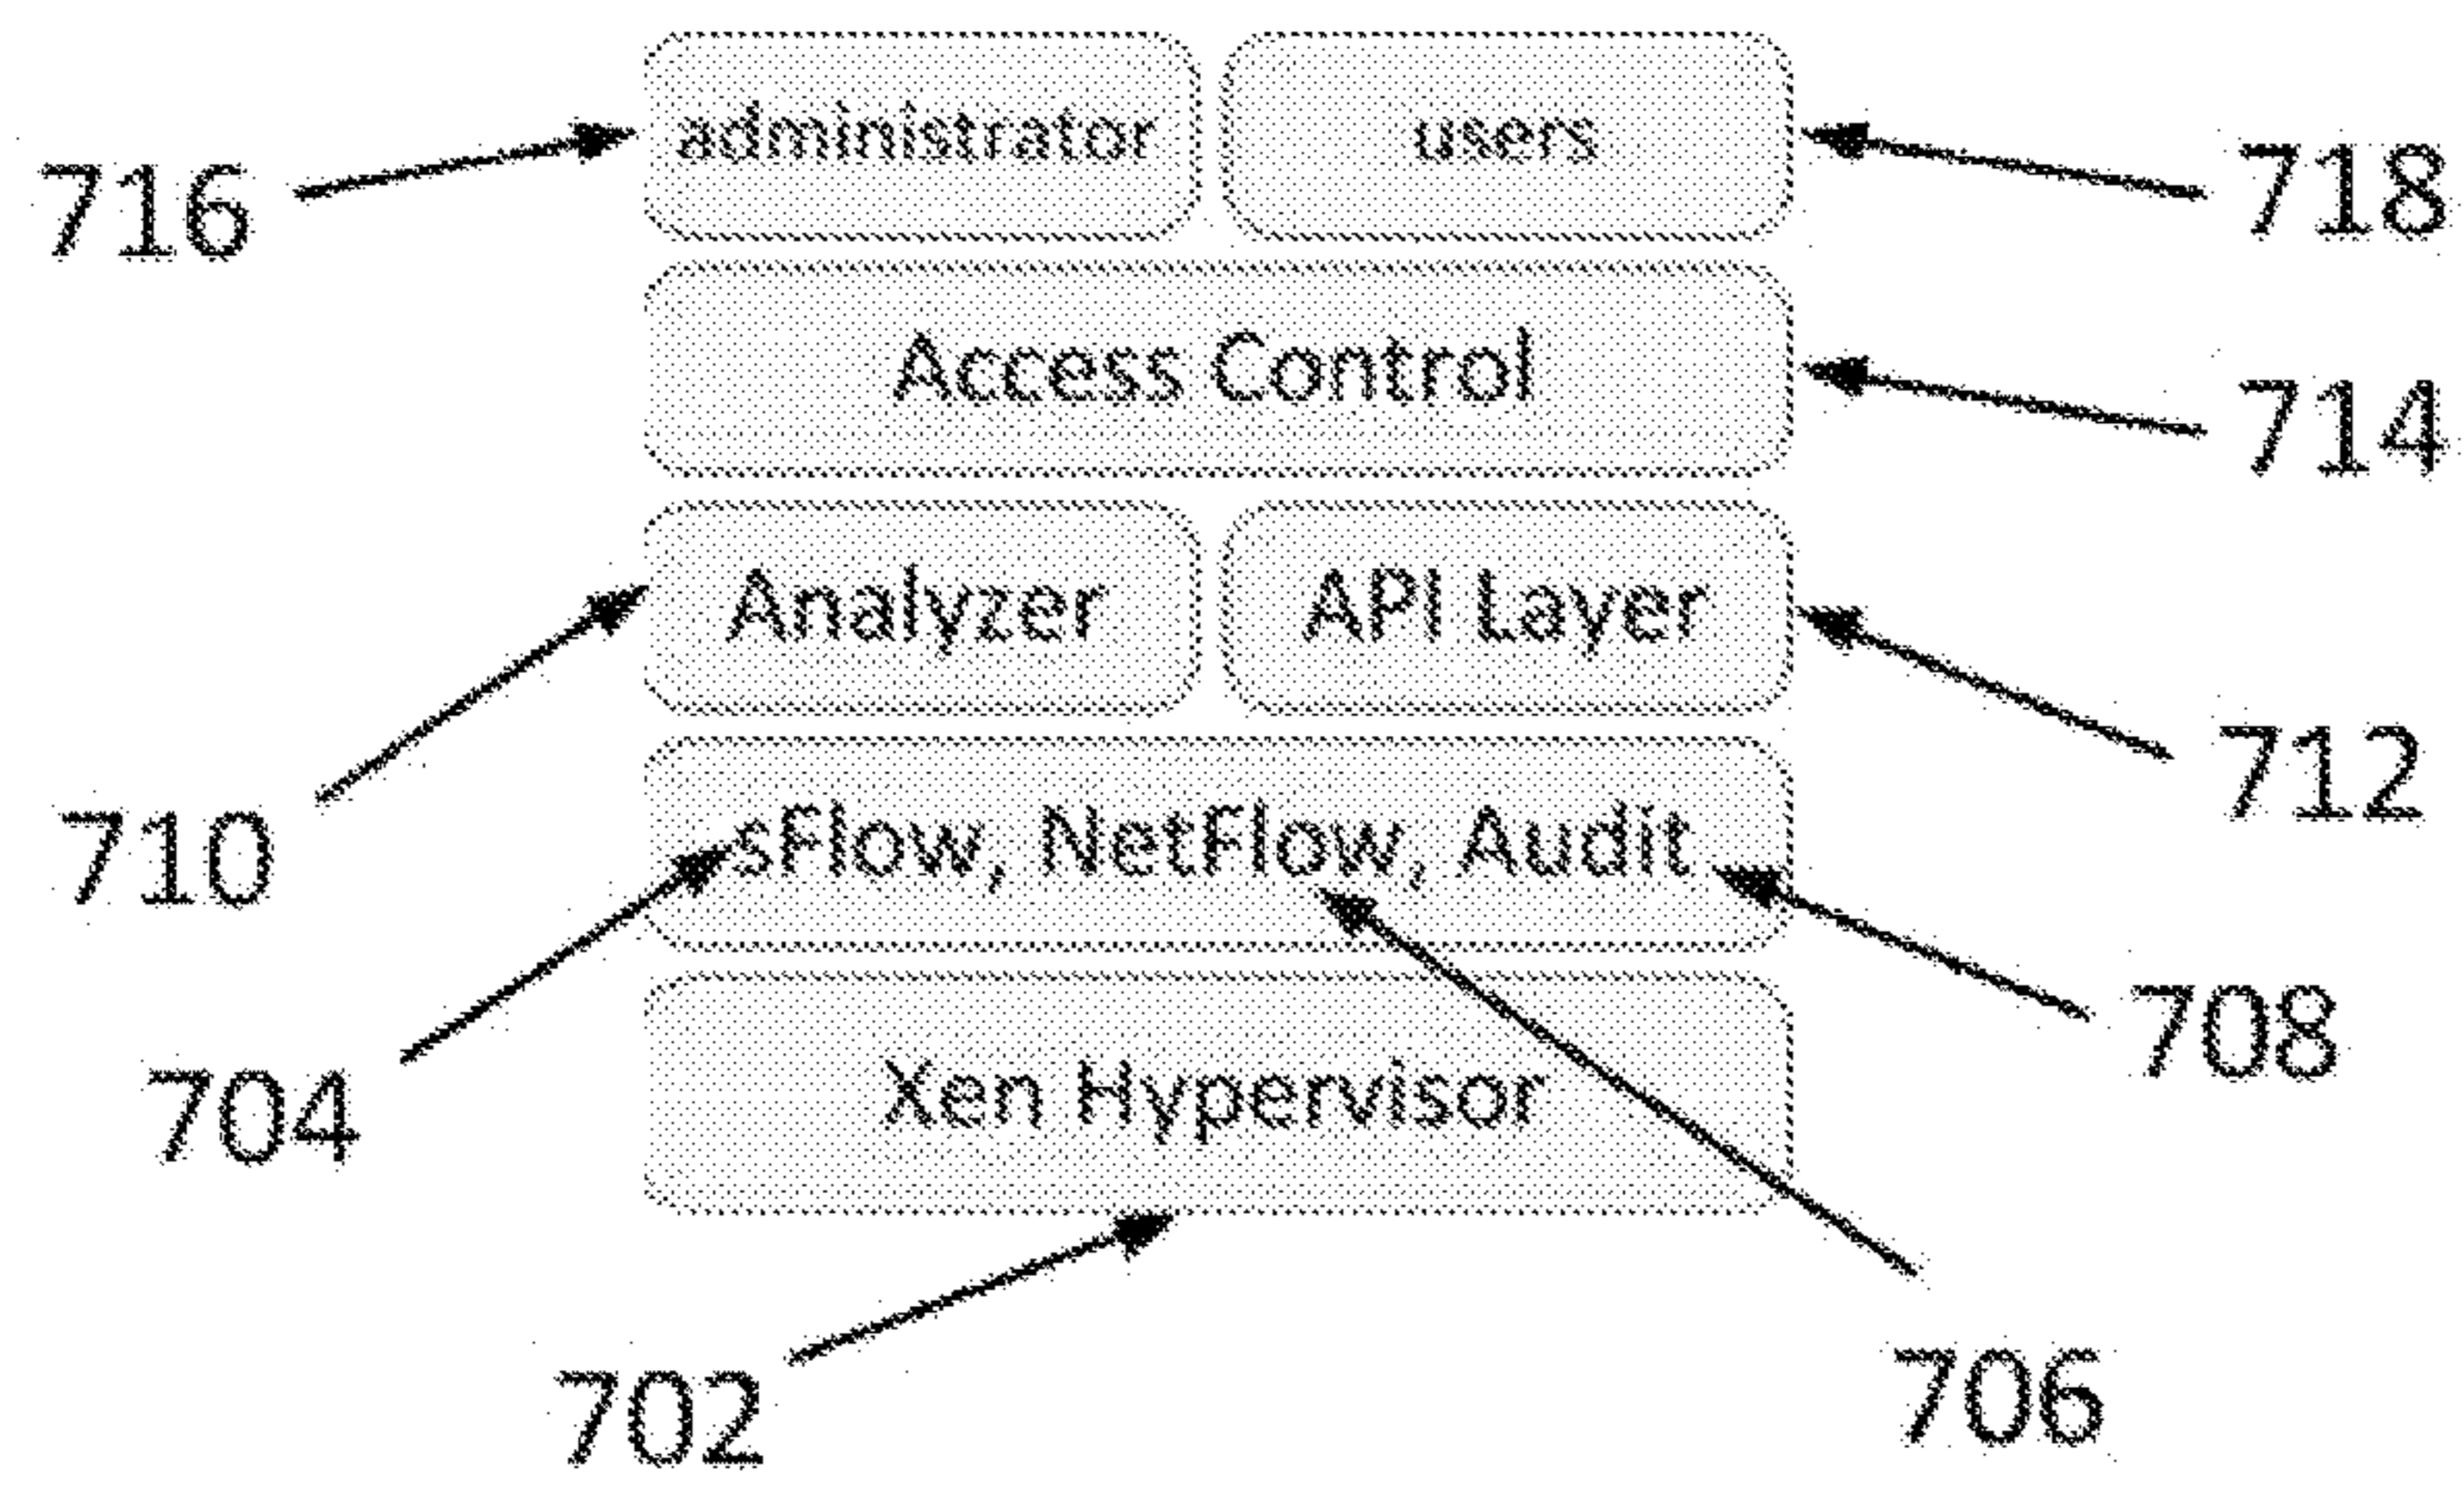 administrator users
716 718
Access Control
714
Analyzer API Layer
712
710
sFlow, NetFlow, Audit
708
704
Xen Hypervisor
706
702